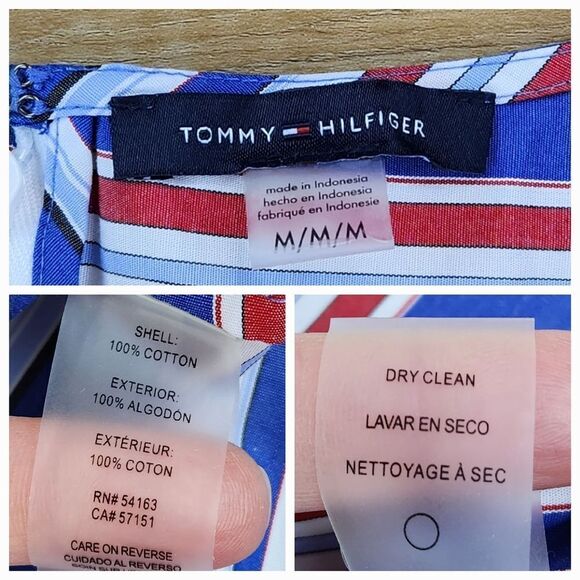 TOMMY HILFIGER
made in Indonesia
hecho en Indonesia
fabriqué en Indonesie
M/M/M
SHELL:
100% COTTON
EXTERIOR:
100% ALGODÓN
EXTÉRIEUR:
100% COTON
RN# 54163
CA# 57151
CARE ON REVERSE
CUIDADO AL REVERSO
DRY CLEAN
LAVAR EN SECO
NETTOYAGE À SEC